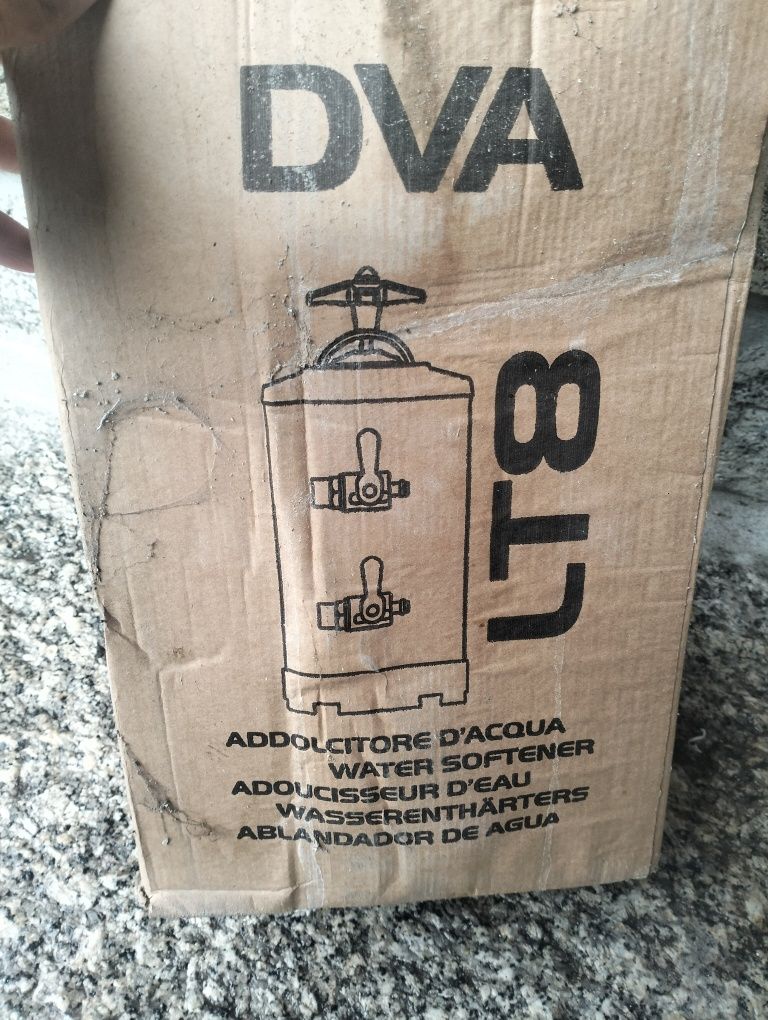 DVA
LT8
ADDOLCITORE D'ACQUA
WATER SOFTENER
ADOUCISSEUR D'EAU
WASSERENTHÄRTERS
ABLANDADOR DE AGUA